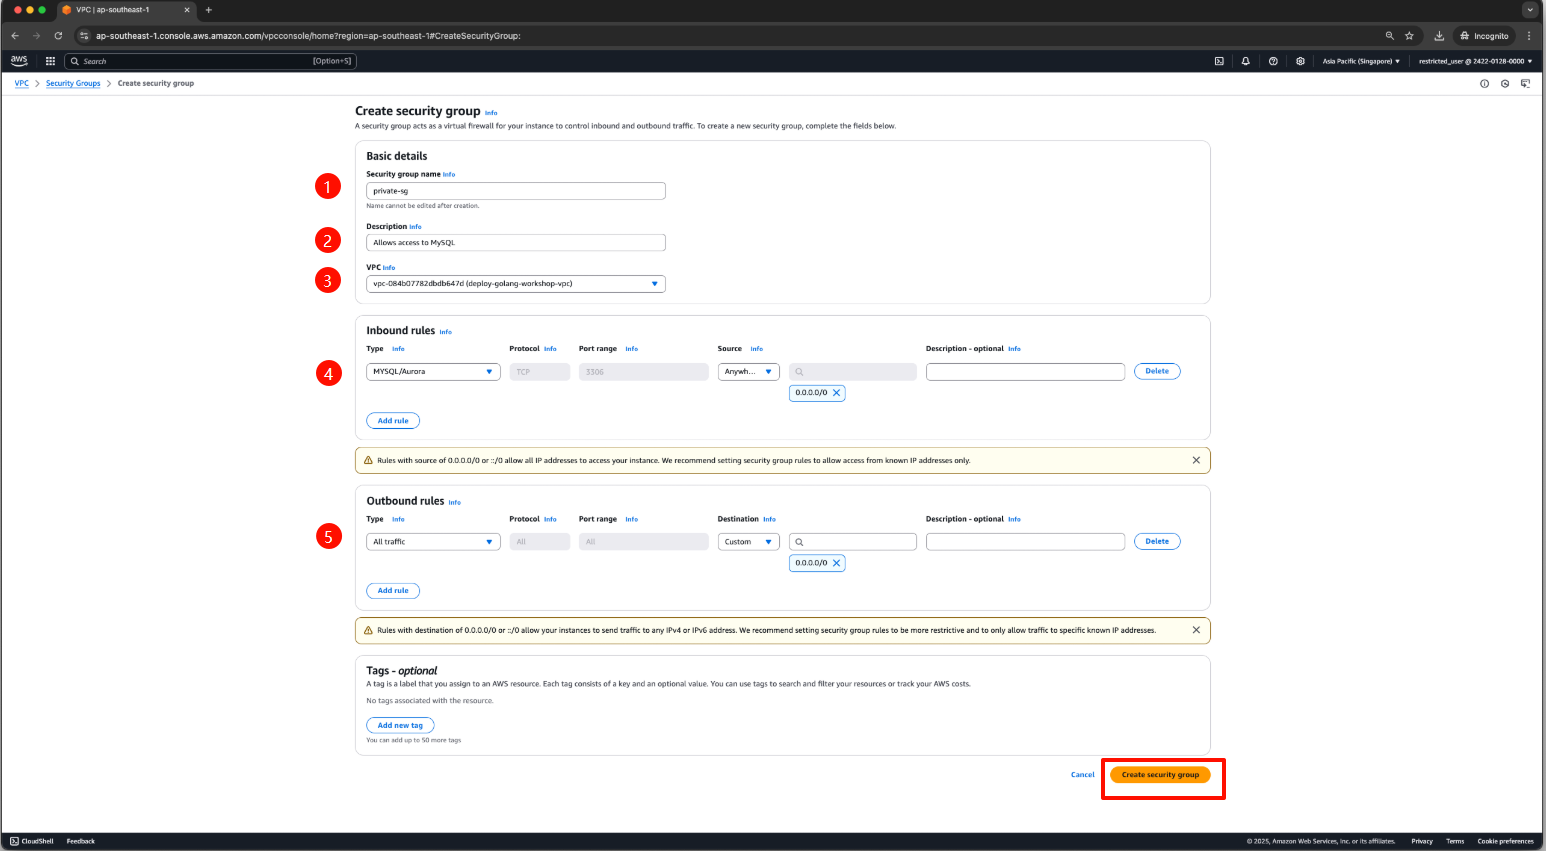 VPC | ap-southeast-1
ap-southeast-1.console.aws.amazon.com/vpcconsole/home?region=ap-southeast-1#CreateSecurityGroup:
Incognito
aws
Search
[Option+S]
Asia Pacific (Singapore)
restricted_user @ 2422-0128-0000
VPC > Security Groups > Create security group
Create security group Info
A security group acts as a virtual firewall for your instance to control inbound and outbound traffic. To create a new security group, complete the fields below.
Basic details
Security group name Info
1
private-sg
Name cannot be edited after creation.
Description Info
2
Allows access to MySQL
VPC Info
3
vpc-084b07782dbdb647d (deploy-golang-workshop-vpc)
Inbound rules Info
Type Info Protocol Info Port range Info Source Info Description - optional Info
4
MYSQL/Aurora TCP 3306 Anywh... Delete
0.0.0.0/0
Add rule
Rules with source of 0.0.0.0/0 or ::/0 allow all IP addresses to access your instance. We recommend setting security group rules to allow access from known IP addresses only.
Outbound rules Info
Type Info Protocol Info Port range Info Destination Info Description - optional Info
5
All traffic All All Custom Delete
0.0.0.0/0
Add rule
Rules with destination of 0.0.0.0/0 or ::/0 allow your instances to send traffic to any IPv4 or IPv6 address. We recommend setting security group rules to be more restrictive and to only allow traffic to specific known IP addresses.
Tags - optional
A tag is a label that you assign to an AWS resource. Each tag consists of a key and an optional value. You can use tags to search and filter your resources or track your AWS costs.
No tags associated with the resource.
Add new tag
You can add up to 50 more tags
Cancel Create security group
CloudShell Feedback © 2025, Amazon Web Services, Inc. or its affiliates. Privacy Terms Cookie preferences